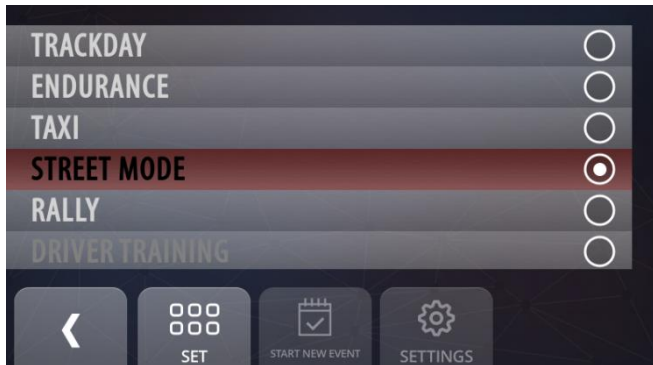 TRACKDAY
ENDURANCE
TAXI
STREET MODE
RALLY
DRIVER TRAINING
SET
START NEW EVENT
SETTINGS